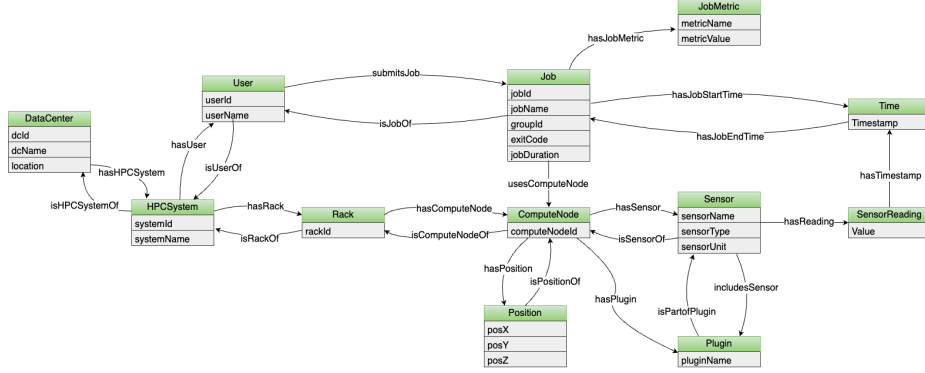 JobMetric
metricName
metricValue
hasJobMetric
submitsJob
Job
jobId
jobName
groupId
exitCode
jobDuration
User
userId
userName
isJobOf
hasJobStartTime
Time
Timestamp
hasJobEndTime
DataCenter
dcId
dcName
location
hasUser
isUserOf
hasHPCSystem
isHPCSystemOf
HPCSystem
systemId
systemName
hasRack
isRackOf
Rack
rackId
hasComputeNode
isComputeNodeOf
usesComputeNode
ComputeNode
computeNodeId
hasSensor
isSensorOf
Sensor
sensorName
sensorType
sensorUnit
hasReading
hasTimestamp
SensorReading
Value
hasPosition
isPositionOf
hasPlugin
isPartofPlugin
includesSensor
Position
posX
posY
posZ
Plugin
pluginName